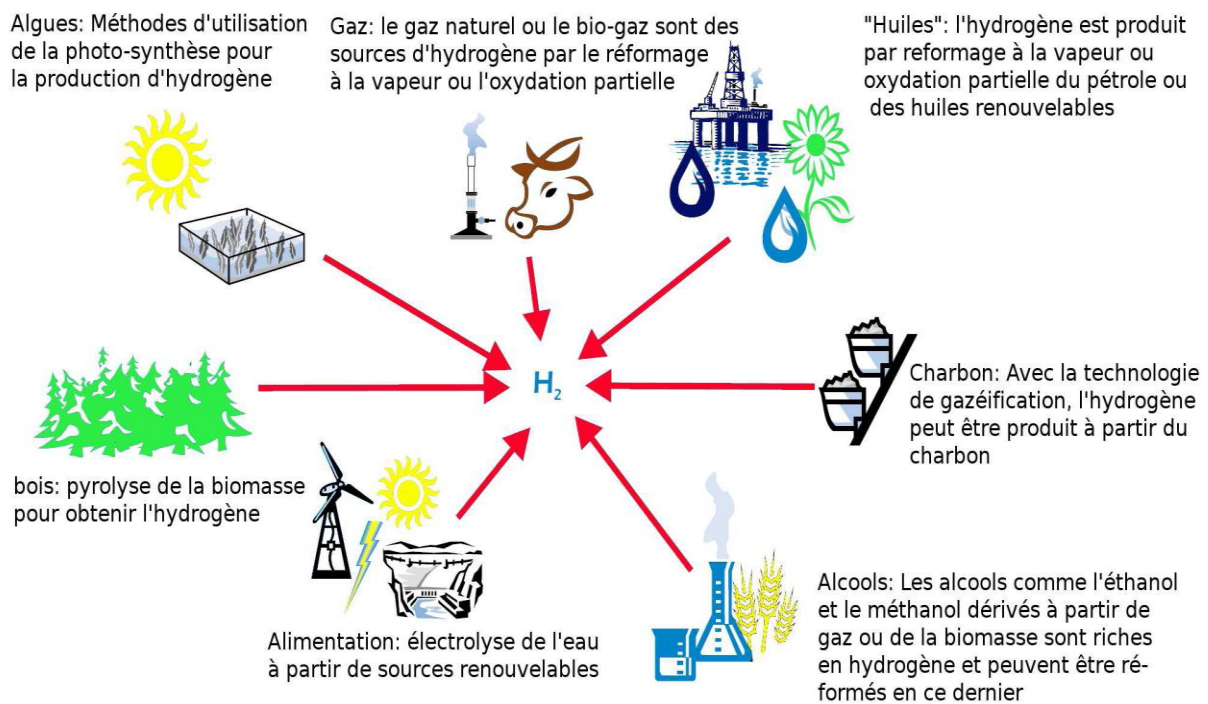 Algues: Méthodes d'utilisation
de la photo-synthèse pour
la production d'hydrogène
Gaz: le gaz naturel ou le bio-gaz sont des
sources d'hydrogène par le réformage
à la vapeur ou l'oxydation partielle
"Huiles": l'hydrogène est produit
par reformage à la vapeur ou
oxydation partielle du pétrole ou
des huiles renouvelables
H₂
Charbon: Avec la technologie
de gazéification, l'hydrogène
peut être produit à partir du
charbon
bois: pyrolyse de la biomasse
pour obtenir l'hydrogène
Alimentation: électrolyse de l'eau
à partir de sources renouvelables
Alcools: Les alcools comme l'éthanol
et le méthanol dérivés à partir de
gaz ou de la biomasse sont riches
en hydrogène et peuvent être ré-
formés en ce dernier